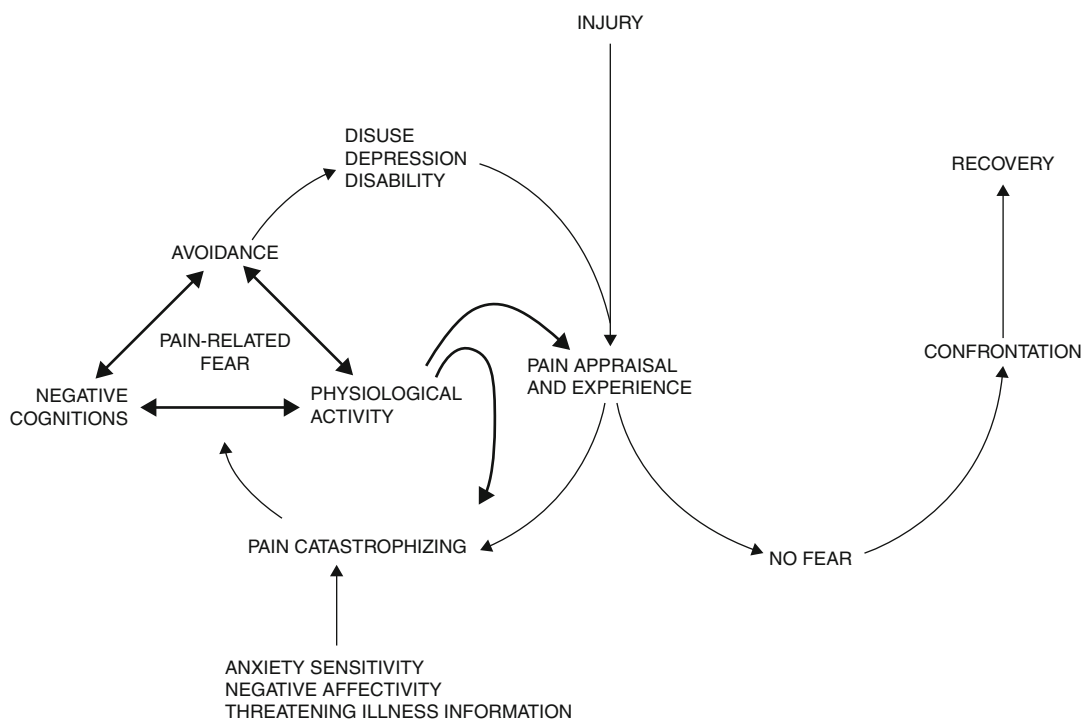 INJURY
DISUSE
DEPRESSION
DISABILITY
RECOVERY
AVOIDANCE
PAIN-RELATED
FEAR
NEGATIVE
COGNITIONS
PHYSIOLOGICAL
ACTIVITY
PAIN APPRAISAL
AND EXPERIENCE
CONFRONTATION
PAIN CATASTROPHIZING
NO FEAR
ANXIETY SENSITIVITY
NEGATIVE AFFECTIVITY
THREATENING ILLNESS INFORMATION